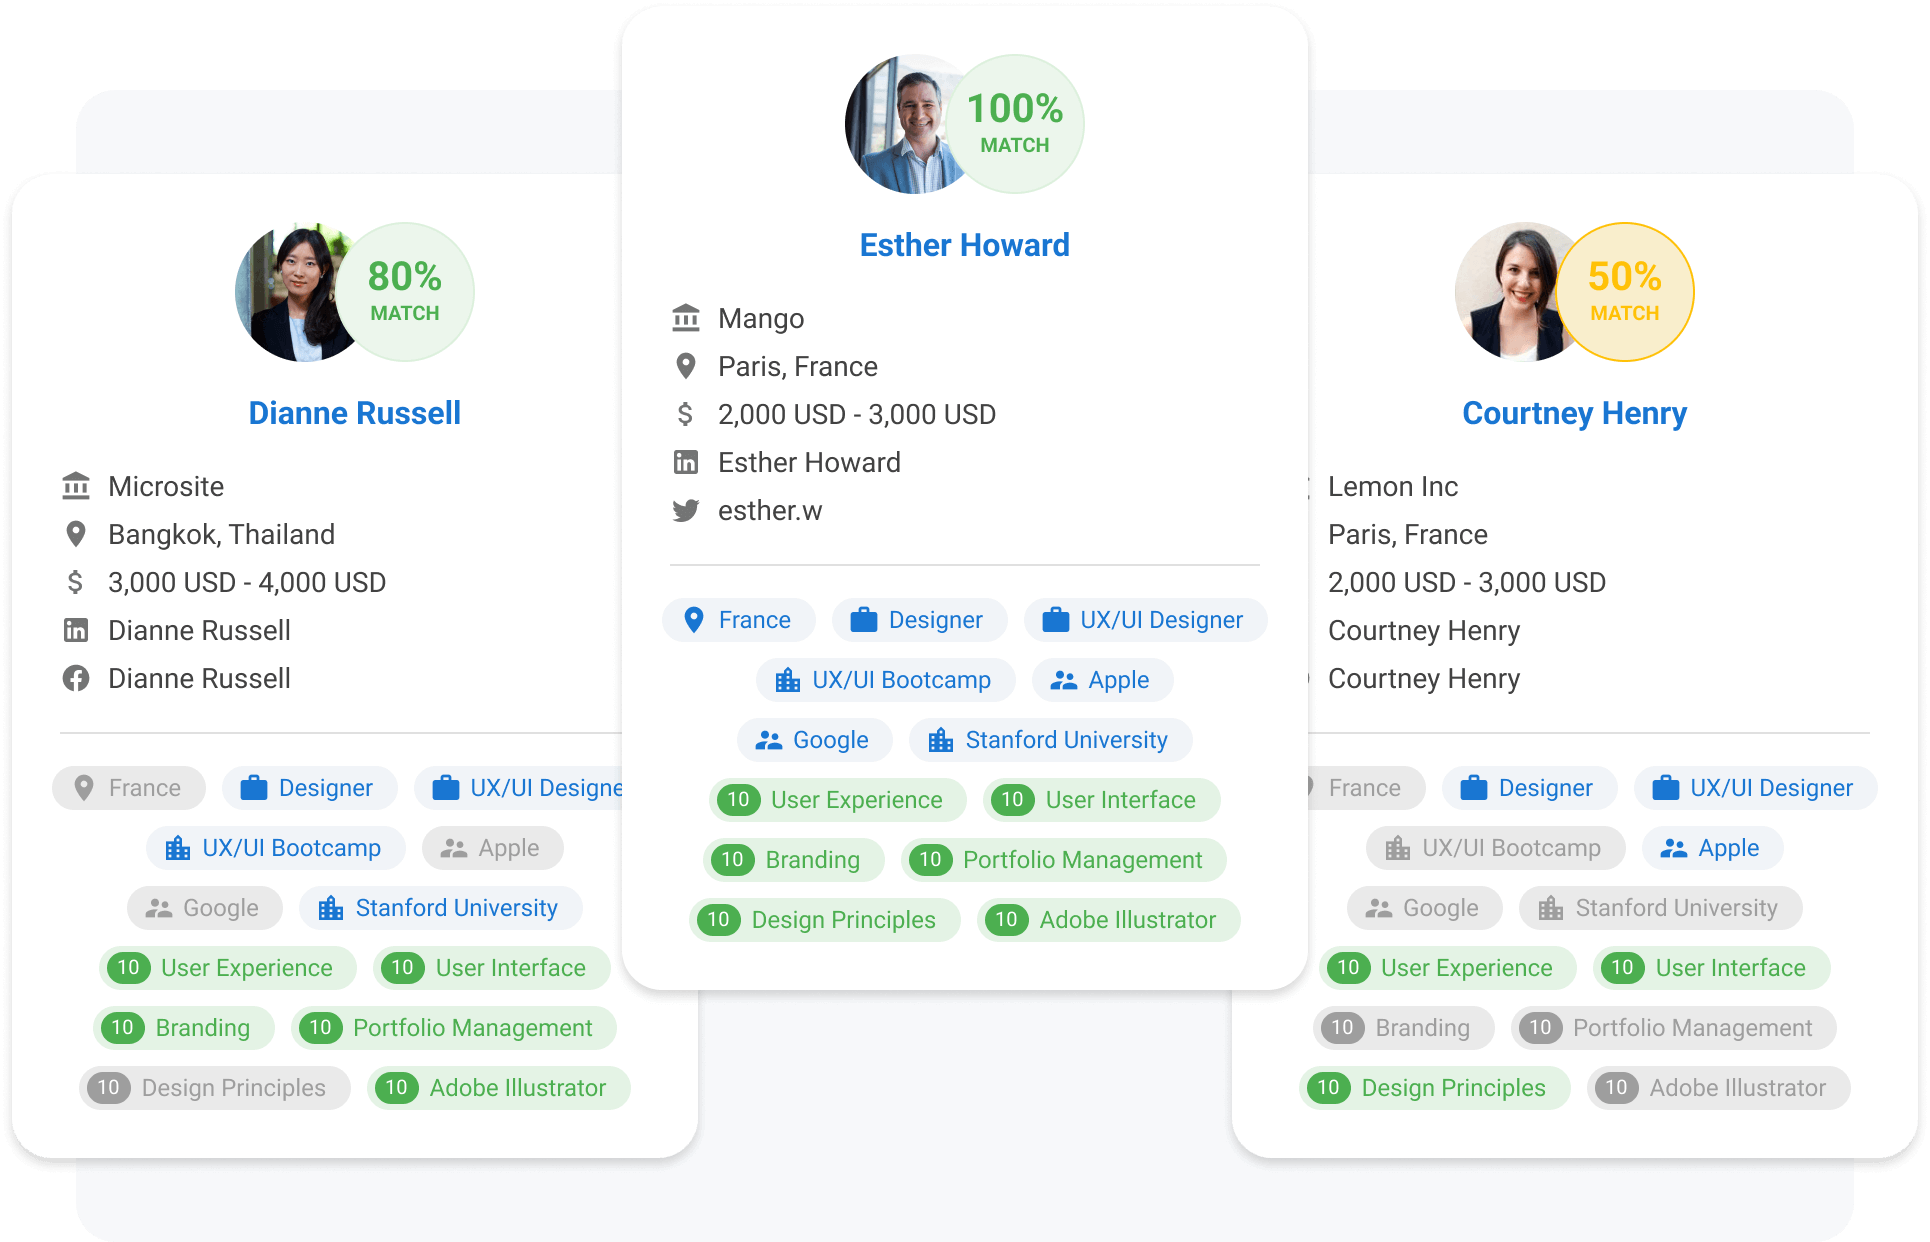 80%
MATCH
Dianne Russell
Microsite
Bangkok, Thailand
3,000 USD - 4,000 USD
Dianne Russell
Dianne Russell
France Designer UX/UI Designe
UX/UI Bootcamp Apple
Google Stanford University
10 User Experience 10 User Interface
10 Branding 10 Portfolio Management
10 Design Principles 10 Adobe Illustrator
100%
MATCH
Esther Howard
Mango
Paris, France
$ 2,000 USD - 3,000 USD
Esther Howard
esther.w
France Designer UX/UI Designer
UX/UI Bootcamp Apple
Google Stanford University
10 User Experience 10 User Interface
10 Branding 10 Portfolio Management
10 Design Principles 10 Adobe Illustrator
50%
MATCH
Courtney Henry
Lemon Inc
Paris, France
2,000 USD - 3,000 USD
Courtney Henry
Courtney Henry
France Designer UX/UI Designer
UX/UI Bootcamp Apple
Google Stanford University
10 User Experience 10 User Interface
10 Branding 10 Portfolio Management
10 Design Principles 10 Adobe Illustrator